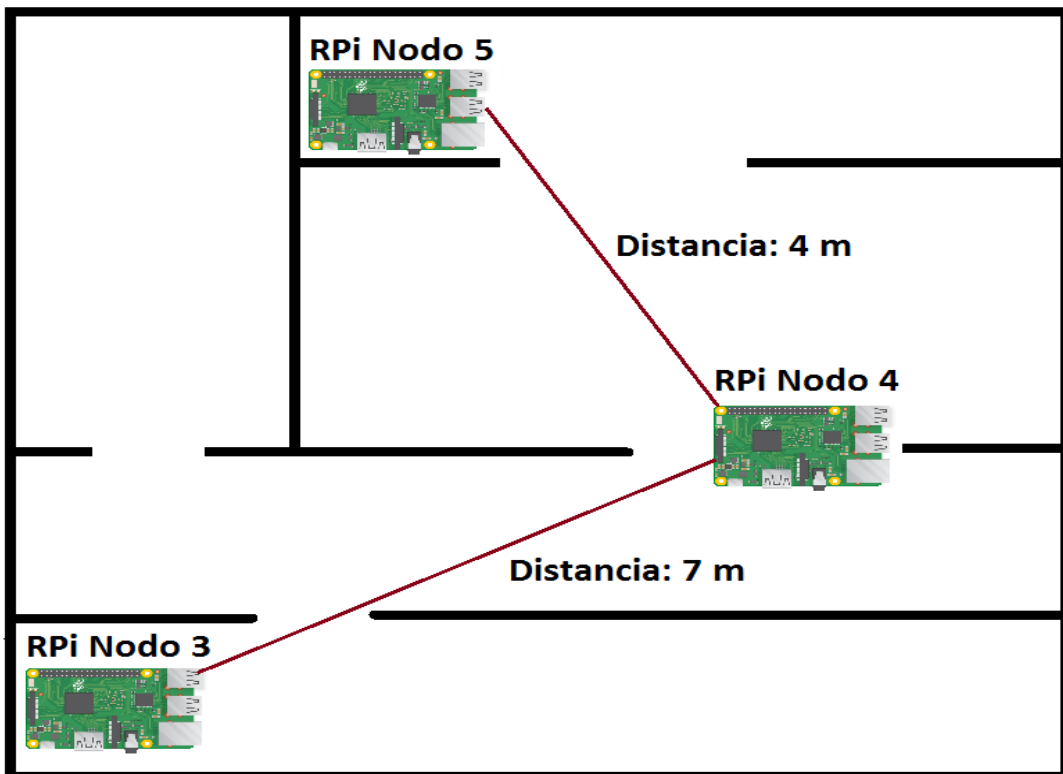 RPi Nodo 5
Distancia: 4 m
RPi Nodo 4
Distancia: 7 m
RPi Nodo 3